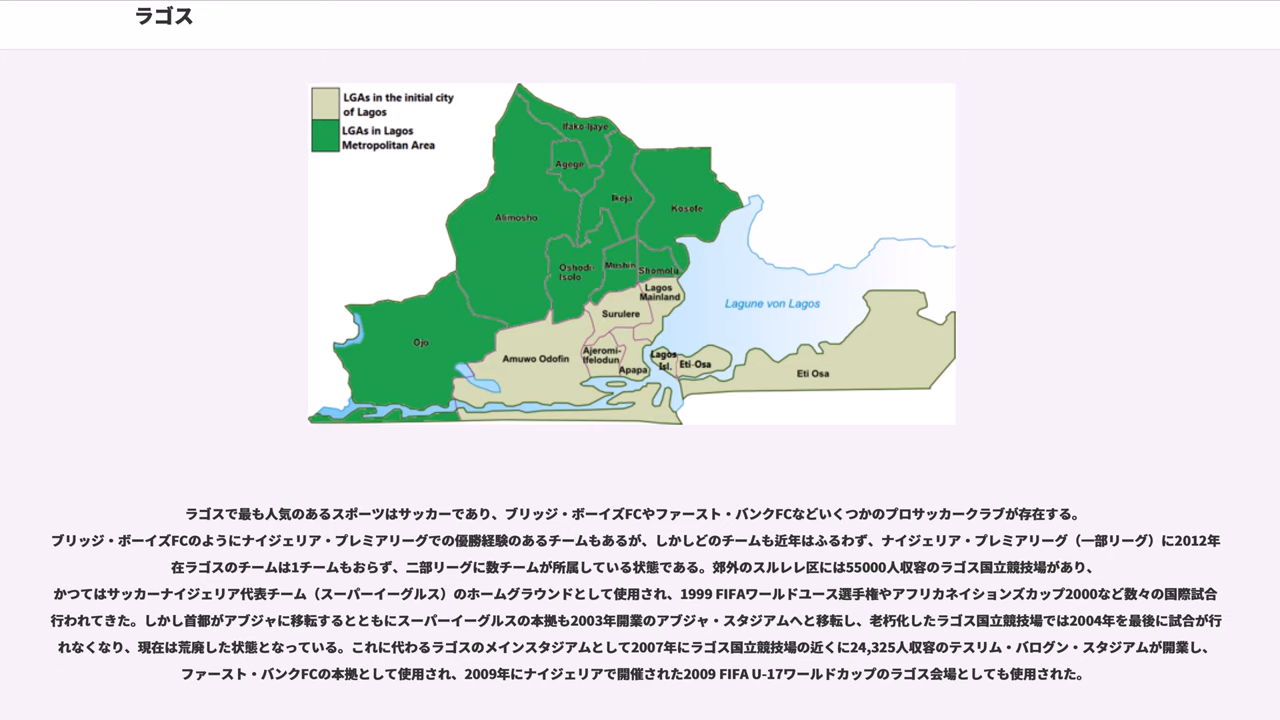 ラゴス
LGAs in the initial city
of Lagos
LGAs in Lagos
Metropolitan Area
Ifako-Ijaye
Agege
Ikeja
Kosofe
Alimosho
Oshodi-
Isolo
Mushin
Shomolu
Lagos
Mainland
Lagune von Lagos
Surulere
Ojo
Amuwo Odofin
Ajeromi-
Ifelodun
Apapa
Lagos
Isl.
Eti-Osa
Eti Osa
ラゴスで最も人気のあるスポーツはサッカーであり、ブリッジ・ボーイズFCやファースト・バンクFCなどいくつかのプロサッカークラブが存在する。
ブリッジ・ボーイズFCのようにナイジェリア・プレミアリーグでの優勝経験のあるチームもあるが、しかしどのチームも近年はふるわず、ナイジェリア・プレミアリーグ（一部リーグ）に2012年
在ラゴスのチームは1チームもおらず、二部リーグに数チームが所属している状態である。郊外のスルレレ区には55000人収容のラゴス国立競技場があり、
かつてはサッカーナイジェリア代表チーム（スーパーイーグルス）のホームグラウンドとして使用され、1999 FIFAワールドユース選手権やアフリカネイションズカップ2000など数々の国際試合
行われてきた。しかし首都がアブジャに移転するとともにスーパーイーグルスの本拠も2003年開業のアブジャ・スタジアムへと移転し、老朽化したラゴス国立競技場では2004年を最後に試合が行
れなくなり、現在は荒廃した状態となっている。これに代わるラゴスのメインスタジアムとして2007年にラゴス国立競技場の近くに24,325人収容のテスリム・バログン・スタジアムが開業し、
ファースト・バンクFCの本拠として使用され、2009年にナイジェリアで開催された2009 FIFA U-17ワールドカップのラゴス会場としても使用された。